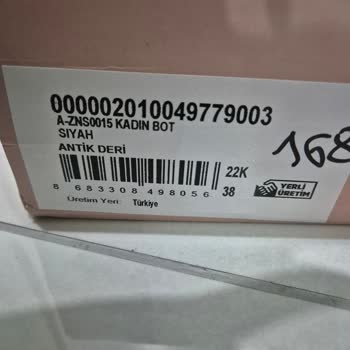 000002010049779003
A-ZNS0015 KADIN BOT
SIYAH
ANTİK DERİ
168
22K
8 683308 498056
38
YERLİ
ÜRETİM
Üretim Yeri: Türkiye